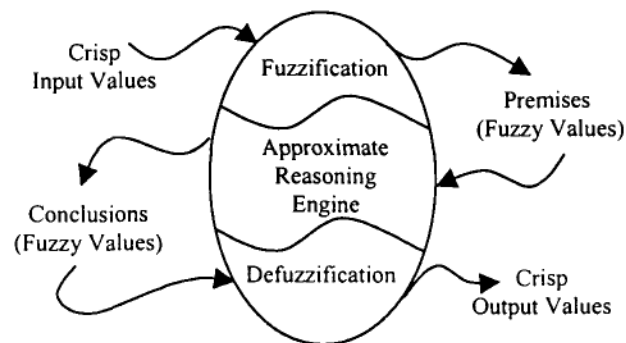 Crisp
Input Values
Fuzzification
Premises
(Fuzzy Values)
Approximate
Reasoning
Engine
Conclusions
(Fuzzy Values)
Defuzzification
Crisp
Output Values